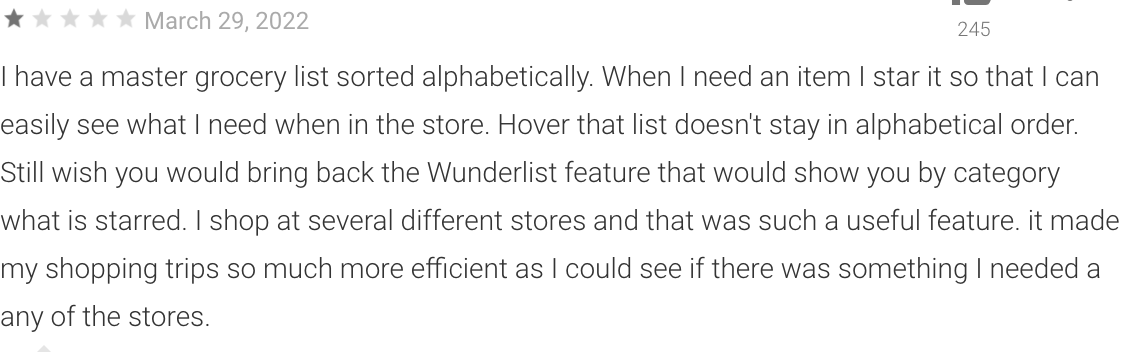 March 29, 2022
245
I have a master grocery list sorted alphabetically. When I need an item I star it so that I can
easily see what I need when in the store. Hover that list doesn't stay in alphabetical order.
Still wish you would bring back the Wunderlist feature that would show you by category
what is starred. I shop at several different stores and that was such a useful feature. it made
my shopping trips so much more efficient as I could see if there was something I needed a
any of the stores.